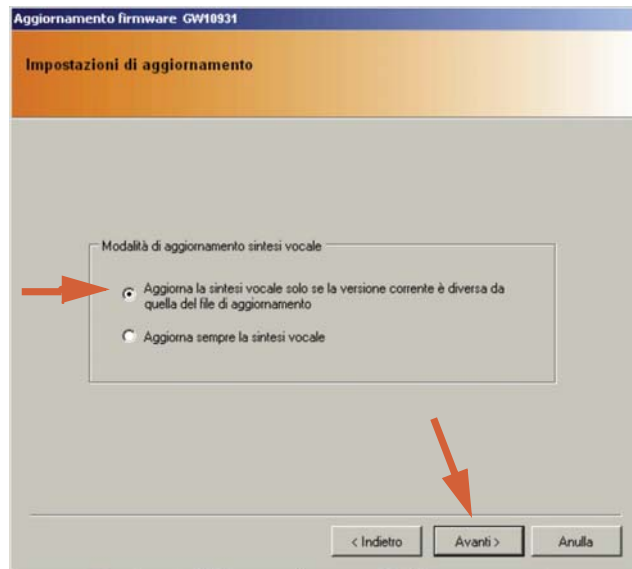 Aggiornamento firmware GW10931
Impostazioni di aggiornamento
Modalità di aggiornamento sintesi vocale
Aggiorna la sintesi vocale solo se la versione corrente è diversa da
quella del file di aggiornamento
Aggiorna sempre la sintesi vocale
< Indietro
Avanti >
Anulla